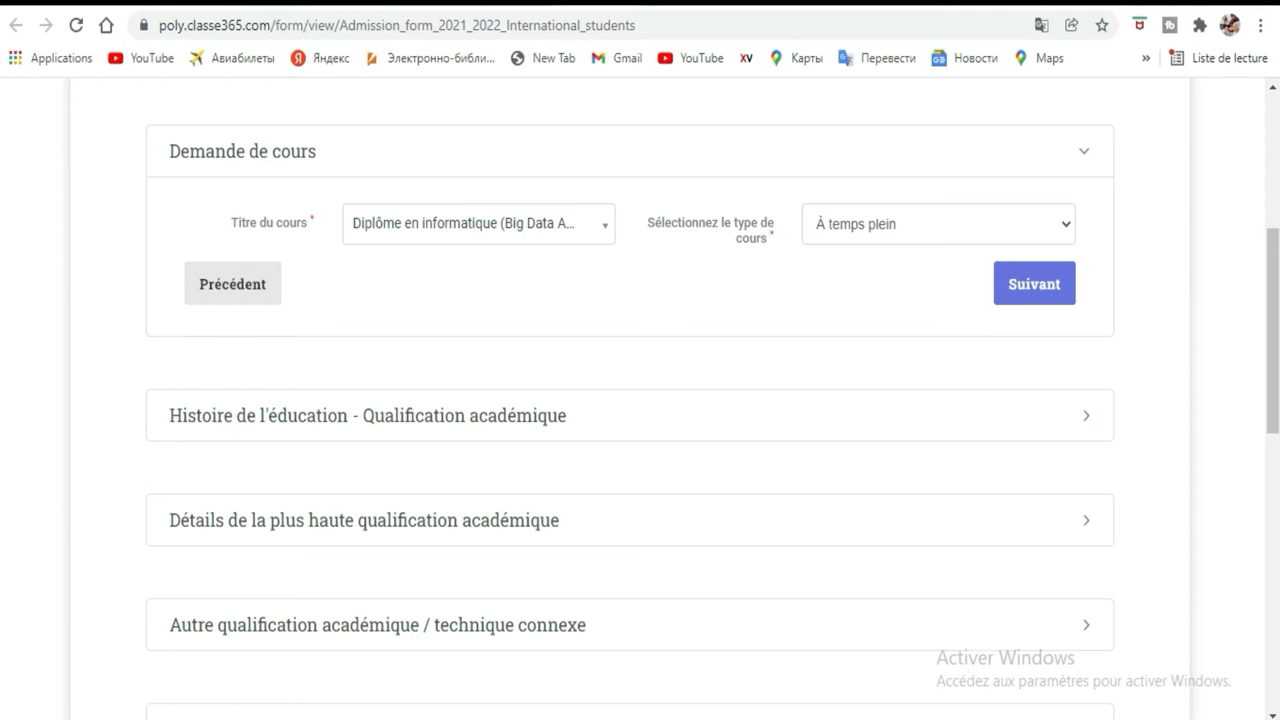 poly.classe365.com/form/view/Admission_form_2021_2022_International_students
Applications YouTube Авиабилеты Яндекс Электронно-библи... New Tab Gmail YouTube XV Карты Перевести Новости Maps » Liste de lecture
Demande de cours
Titre du cours * Diplôme en informatique (Big Data A... Sélectionnez le type de cours * À temps plein
Précédent Suivant
Histoire de l'éducation - Qualification académique
Détails de la plus haute qualification académique
Autre qualification académique / technique connexe
Activer Windows
Accédez aux paramètres pour activer Windows.